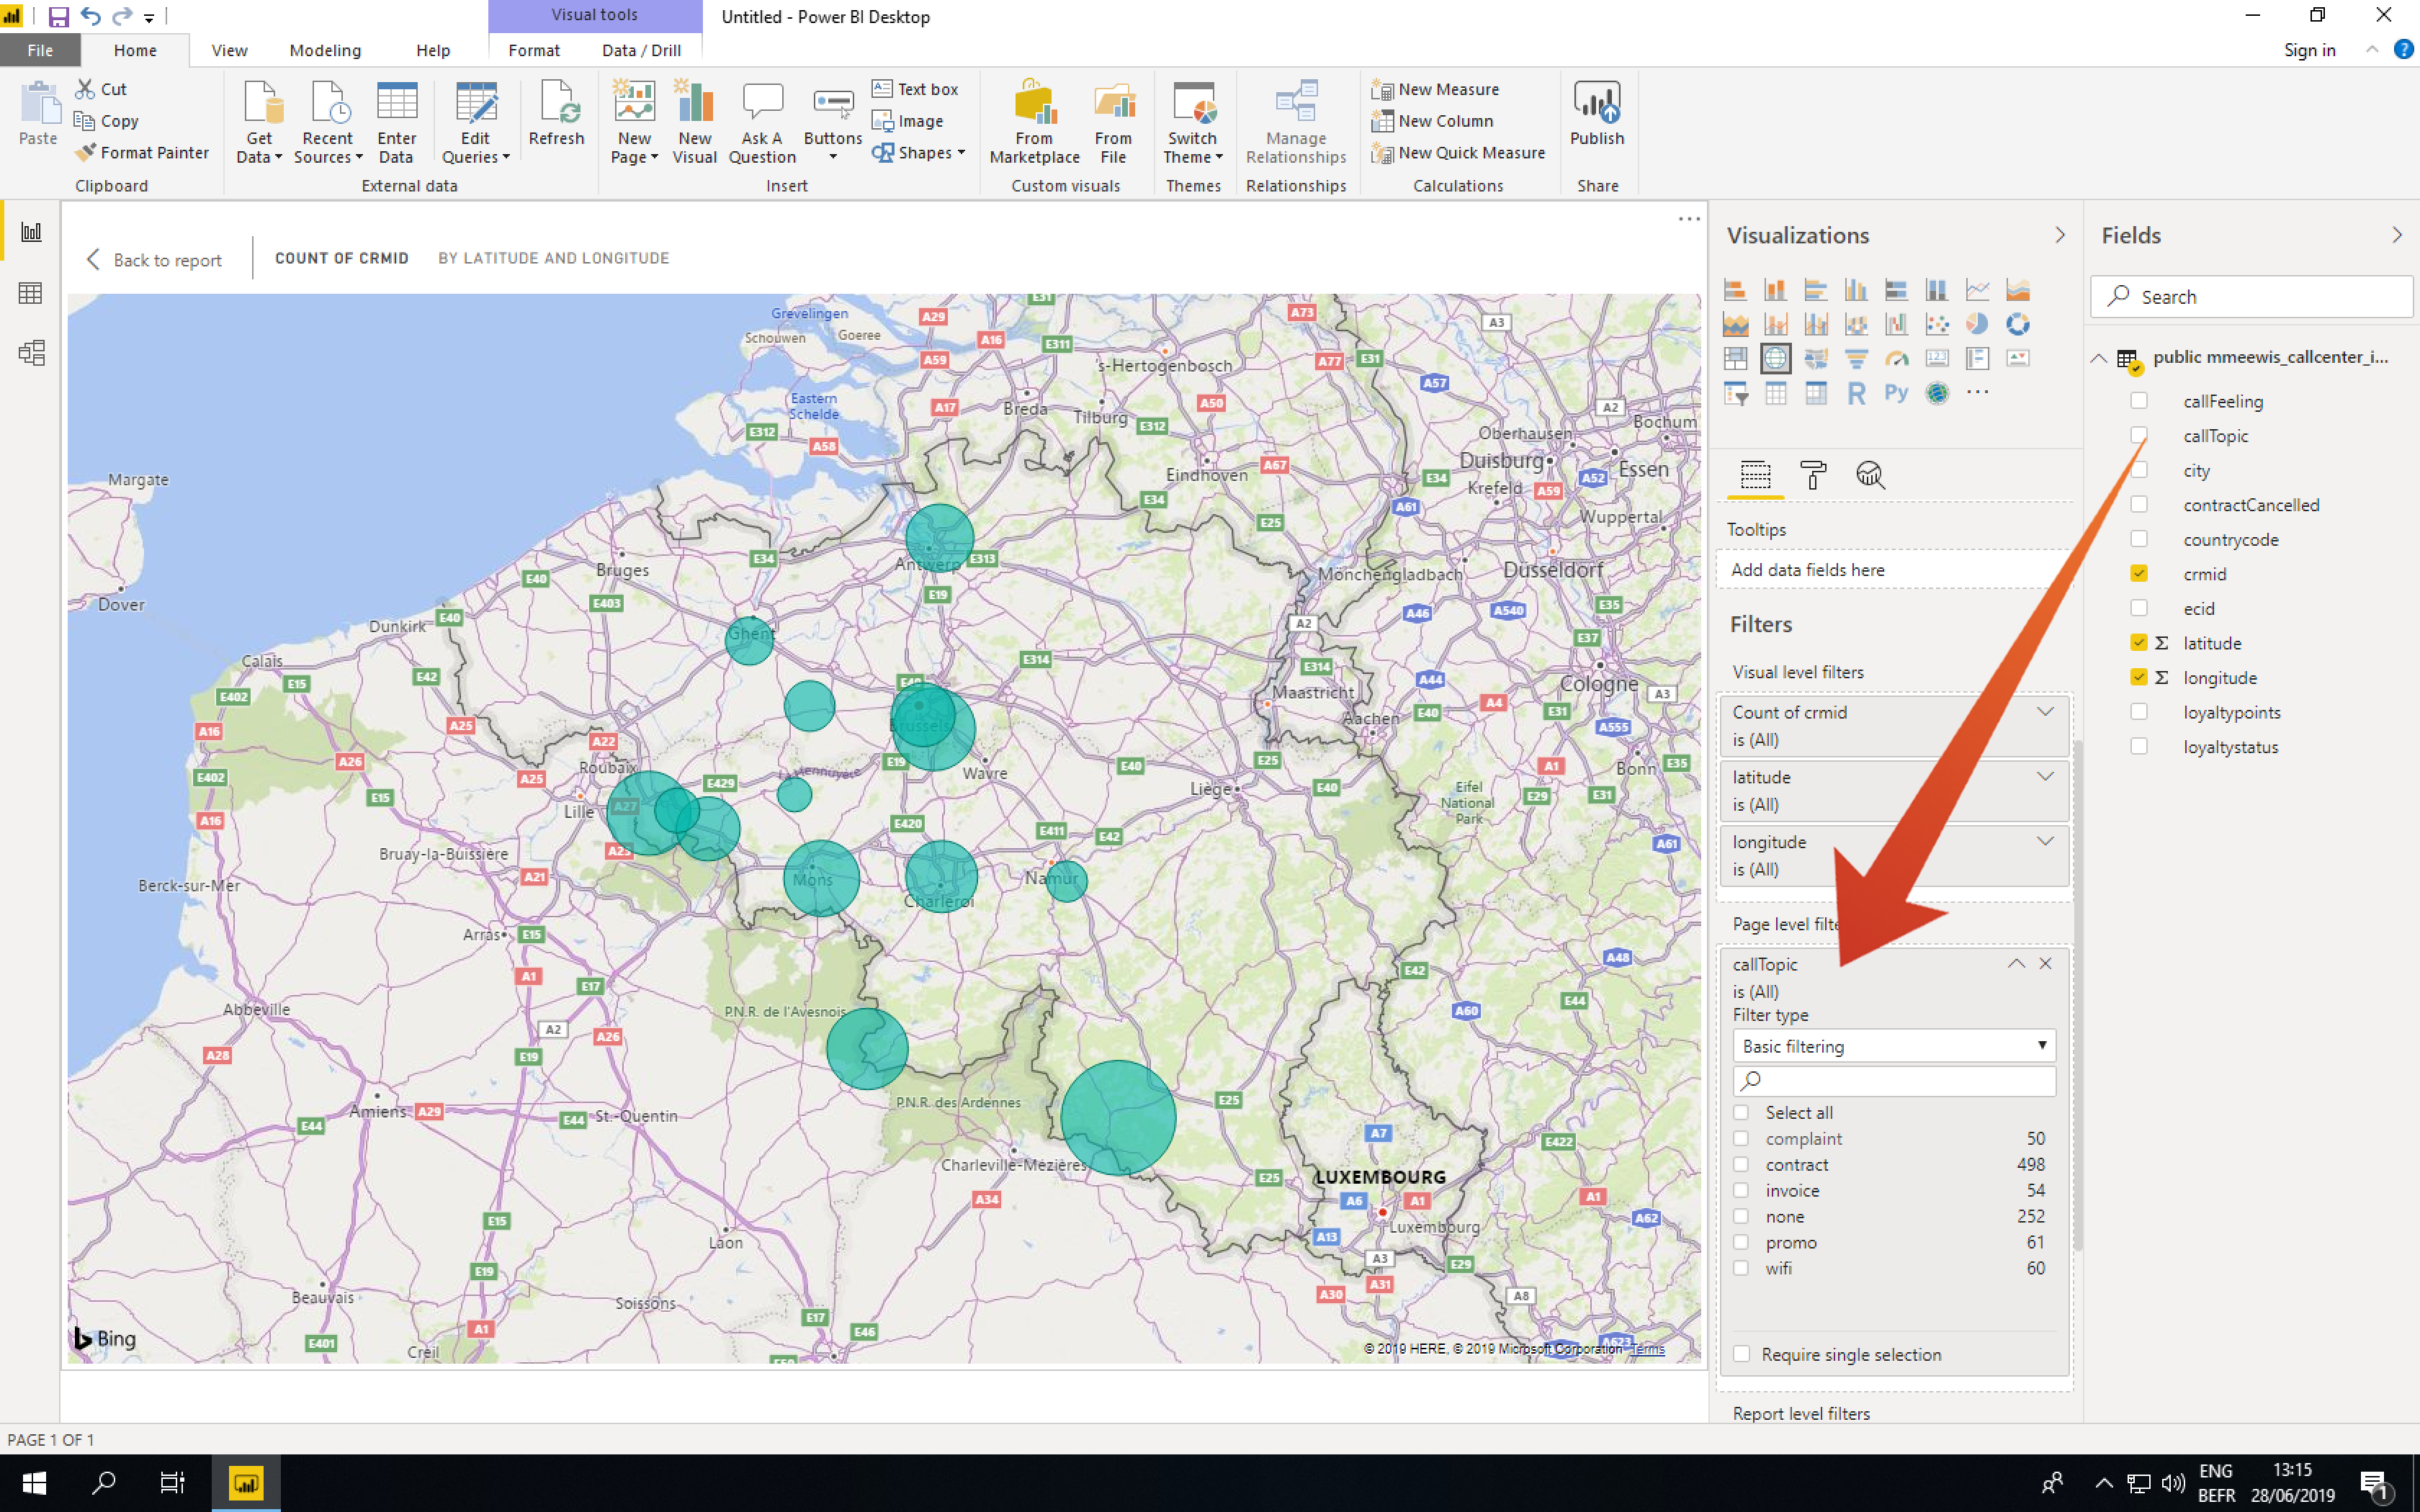 Visual tools
Untitled - Power BI Desktop
File
Home
View
Modeling
Help
Format
Data / Drill
Sign in
Paste
Cut
Copy
Format Painter
Clipboard
Get Data
Recent Sources
Enter Data
Edit Queries
Refresh
External data
New Page
New Visual
Ask A Question
Buttons
Text box
Image
Shapes
Insert
From Marketplace
From File
Custom visuals
Switch Theme
Themes
Manage Relationships
Relationships
New Measure
New Column
New Quick Measure
Calculations
Publish
Share
Back to report
COUNT OF CRMID
BY LATITUDE AND LONGITUDE
Grevelingen
Schouwen
Goeree
Eastern Schelde
's-Hertogenbosch
Breda
Tilburg
Eindhoven
Oberhausen
Bochum
Duisburg
Essen
Krefeld
Wuppertal
Mönchengladbach
Düsseldorf
Margate
Dover
Bruges
Antwerp
Dunkirk
Ghent
Calais
Maastricht
Cologne
Aachen
Brussels
Wavre
Roubaix
Lille
Liège
Bonn
Eifel National Park
Bruay-la-Buissière
Berck-sur-Mer
Mons
Charleroi
Namur
Arras
Abbeville
P.N.R. de l'Avesnois
P.N.R. des Ardennes
Amiens
St.-Quentin
Charleville-Mézières
LUXEMBOURG
Luxembourg
Laon
Beauvais
Soissons
Creil
Bing
© 2019 HERE, © 2019 Microsoft Corporation Terms
Visualizations
Tooltips
Add data fields here
Filters
Visual level filters
Count of crmid
is (All)
latitude
is (All)
longitude
is (All)
Page level filte
callTopic
is (All)
Filter type
Basic filtering
Select all
complaint 50
contract 498
invoice 54
none 252
promo 61
wifi 60
Require single selection
Report level filters
Fields
Search
public mmeewis_callcenter_i...
callFeeling
callTopic
city
contractCancelled
countrycode
crmid
ecid
Σ latitude
Σ longitude
loyaltypoints
loyaltystatus
PAGE 1 OF 1
ENG
BEFR
13:15
28/06/2019
1